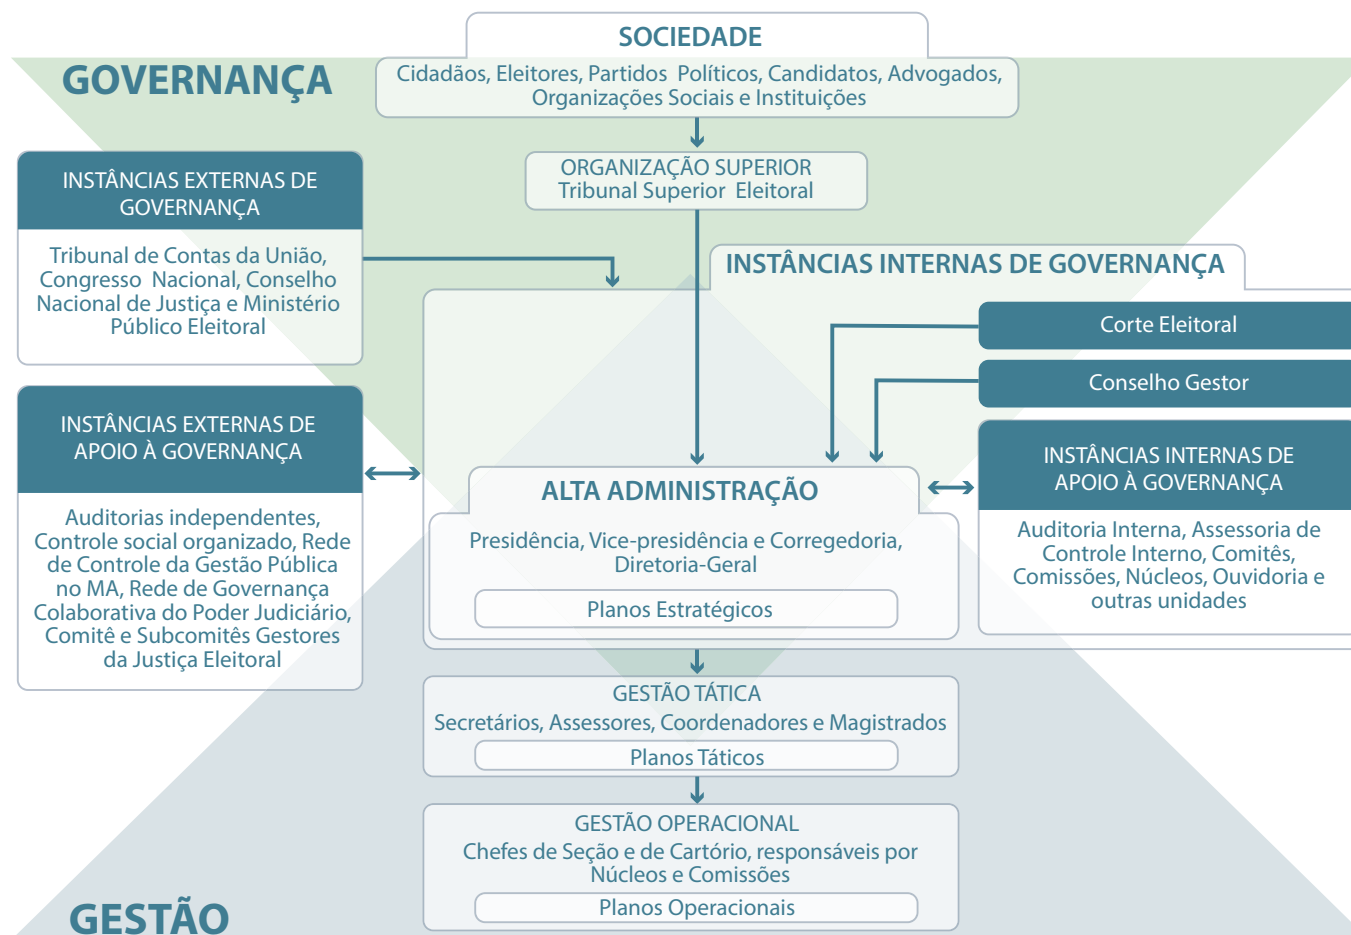 SOCIEDADE
GOVERNANÇA
Cidadãos, Eleitores, Partidos Políticos, Candidatos, Advogados,
Organizações Sociais e Instituições
ORGANIZAÇÃO SUPERIOR
Tribunal Superior Eleitoral
INSTÂNCIAS EXTERNAS DE
GOVERNANÇA
Tribunal de Contas da União,
Congresso Nacional, Conselho
Nacional de Justiça e Ministério
Público Eleitoral
INSTÂNCIAS INTERNAS DE GOVERNANÇA
Corte Eleitoral
Conselho Gestor
INSTÂNCIAS EXTERNAS DE
APOIO À GOVERNANÇA
Auditorias independentes,
Controle social organizado, Rede
de Controle da Gestão Pública
no MA, Rede de Governança
Colaborativa do Poder Judiciário,
Comitê e Subcomitês Gestores
da Justiça Eleitoral
ALTA ADMINISTRAÇÃO
Presidência, Vice-presidência e Corregedoria,
Diretoria-Geral
Planos Estratégicos
INSTÂNCIAS INTERNAS DE
APOIO À GOVERNANÇA
Auditoria Interna, Assessoria de
Controle Interno, Comitês,
Comissões, Núcleos, Ouvidoria e
outras unidades
GESTÃO TÁTICA
Secretários, Assessores, Coordenadores e Magistrados
Planos Táticos
GESTÃO OPERACIONAL
Chefes de Seção e de Cartório, responsáveis por
Núcleos e Comissões
Planos Operacionais
GESTÃO